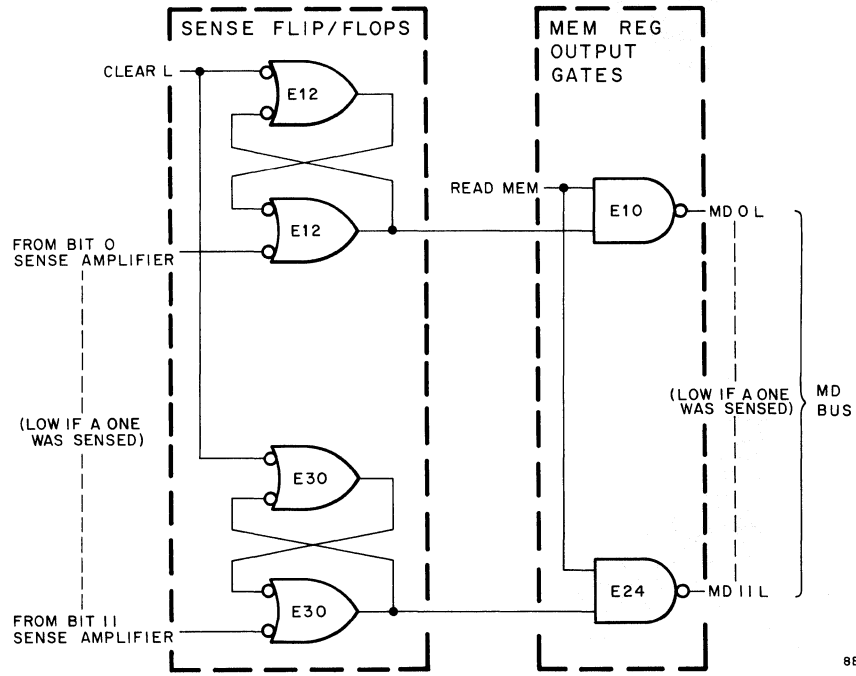 SENSE FLIP/FLOPS
MEM REG
OUTPUT
GATES
CLEAR L
E12
READ MEM
E10
MD 0 L
E12
FROM BIT 0
SENSE AMPLIFIER
(LOW IF A ONE
WAS SENSED)
(LOW IF A ONE
WAS SENSED)
MD
BUS
E30
E30
E24
MD 11 L
FROM BIT 11
SENSE AMPLIFIER
8E